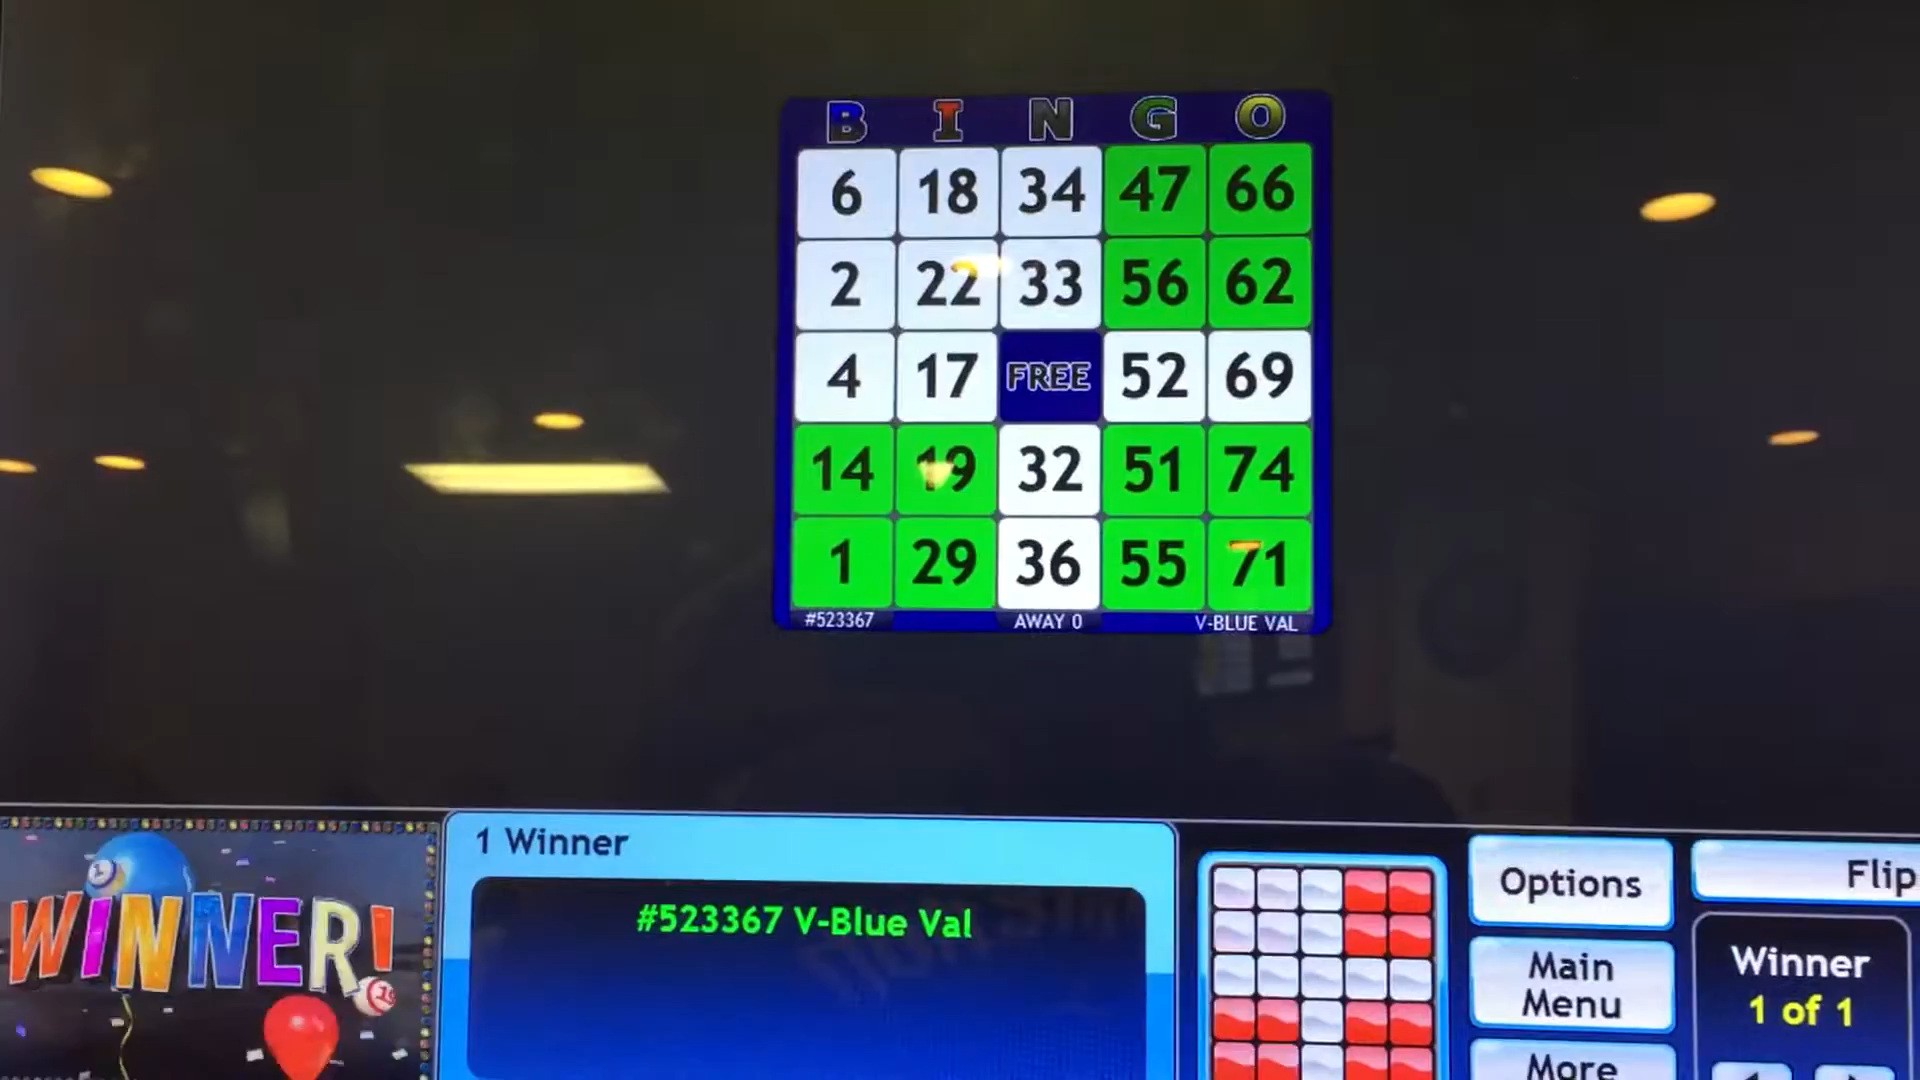 B I N G O
6 18 34 47 66
2 22 33 56 62
4 17 FREE 52 69
14 19 32 51 74
1 29 36 55 71
#523367 AWAY 0 V-BLUE VAL
WINNER!
1 Winner
#523367 V-Blue Val
Options
Main
Menu
More
Flip
Winner
1 of 1